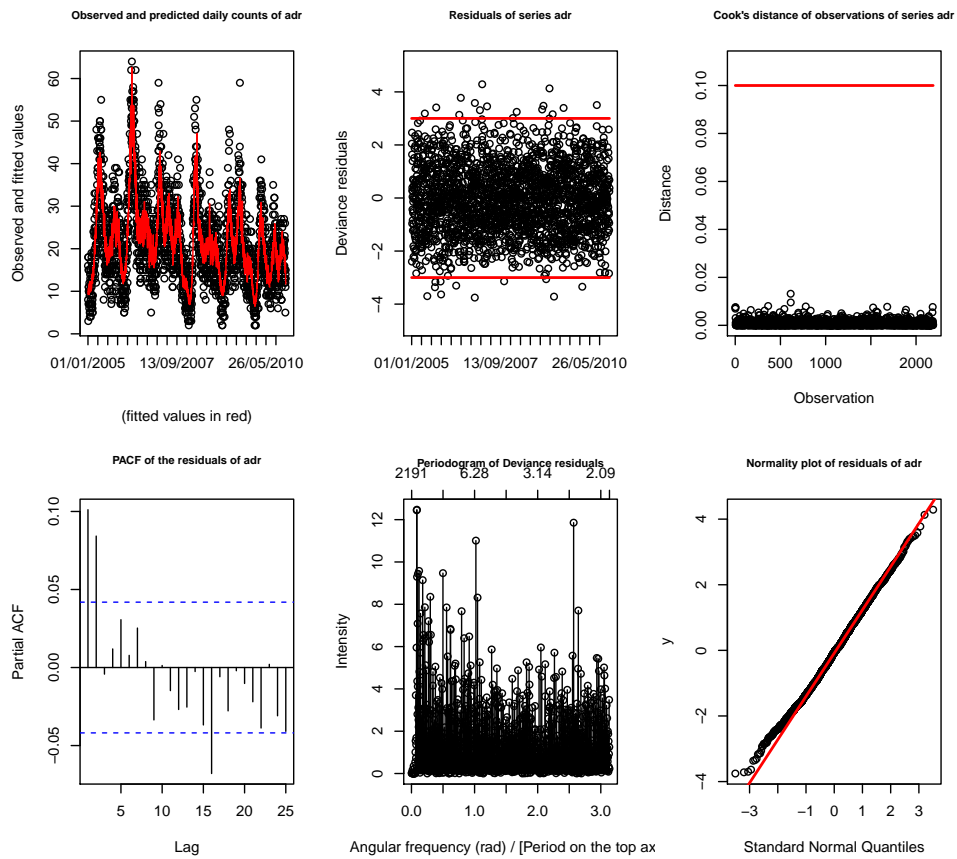 Observed and predicted daily counts of adr
Observed and fitted values
0 10 20 30 40 50 60
01/01/2005 13/09/2007 26/05/2010
(fitted values in red)
Residuals of series adr
Deviance residuals
−4 −2 0 2 4
01/01/2005 13/09/2007 26/05/2010
Cook's distance of observations of series adr
Distance
0.00 0.02 0.04 0.06 0.08 0.10
0 500 1000 2000
Observation
PACF of the residuals of adr
Partial ACF
−0.05 0.00 0.05 0.10
5 10 15 20 25
Lag
Periodogram of Deviance residuals
2191 6.28 3.14 2.09
Intensity
0 2 4 6 8 10 12
0.0 1.0 2.0 3.0
Angular frequency (rad) / [Period on the top ax
Normality plot of residuals of adr
y
−4 −2 0 2 4
−3 −2 −1 0 1 2 3
Standard Normal Quantiles